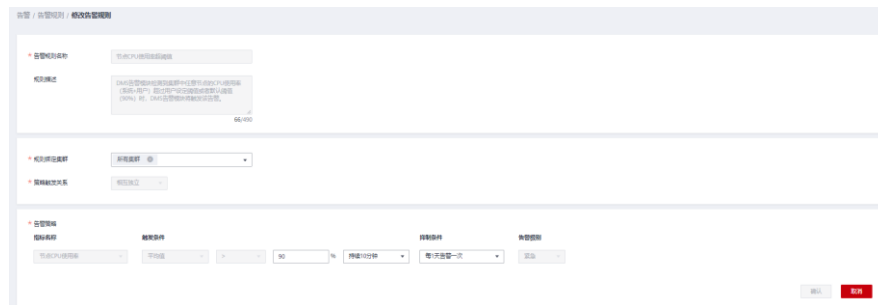 告警 / 告警规则 / 修改告警规则
* 告警规则名称
节点CPU使用率超阈值
规则描述
DMS告警模块检测到集群中任意节点的CPU使用率
(系统+用户) 超过用户设定阈值或者默认阈值
(90%) 时，DMS告警模块将触发该告警。
66/490
* 规则绑定集群
所有集群
* 策略触发关系
相互独立
* 告警策略
指标名称 触发条件 抑制条件 告警级别
节点CPU使用率 平均值 > 90 % 持续10分钟 每1天告警一次 紧急
确认 取消